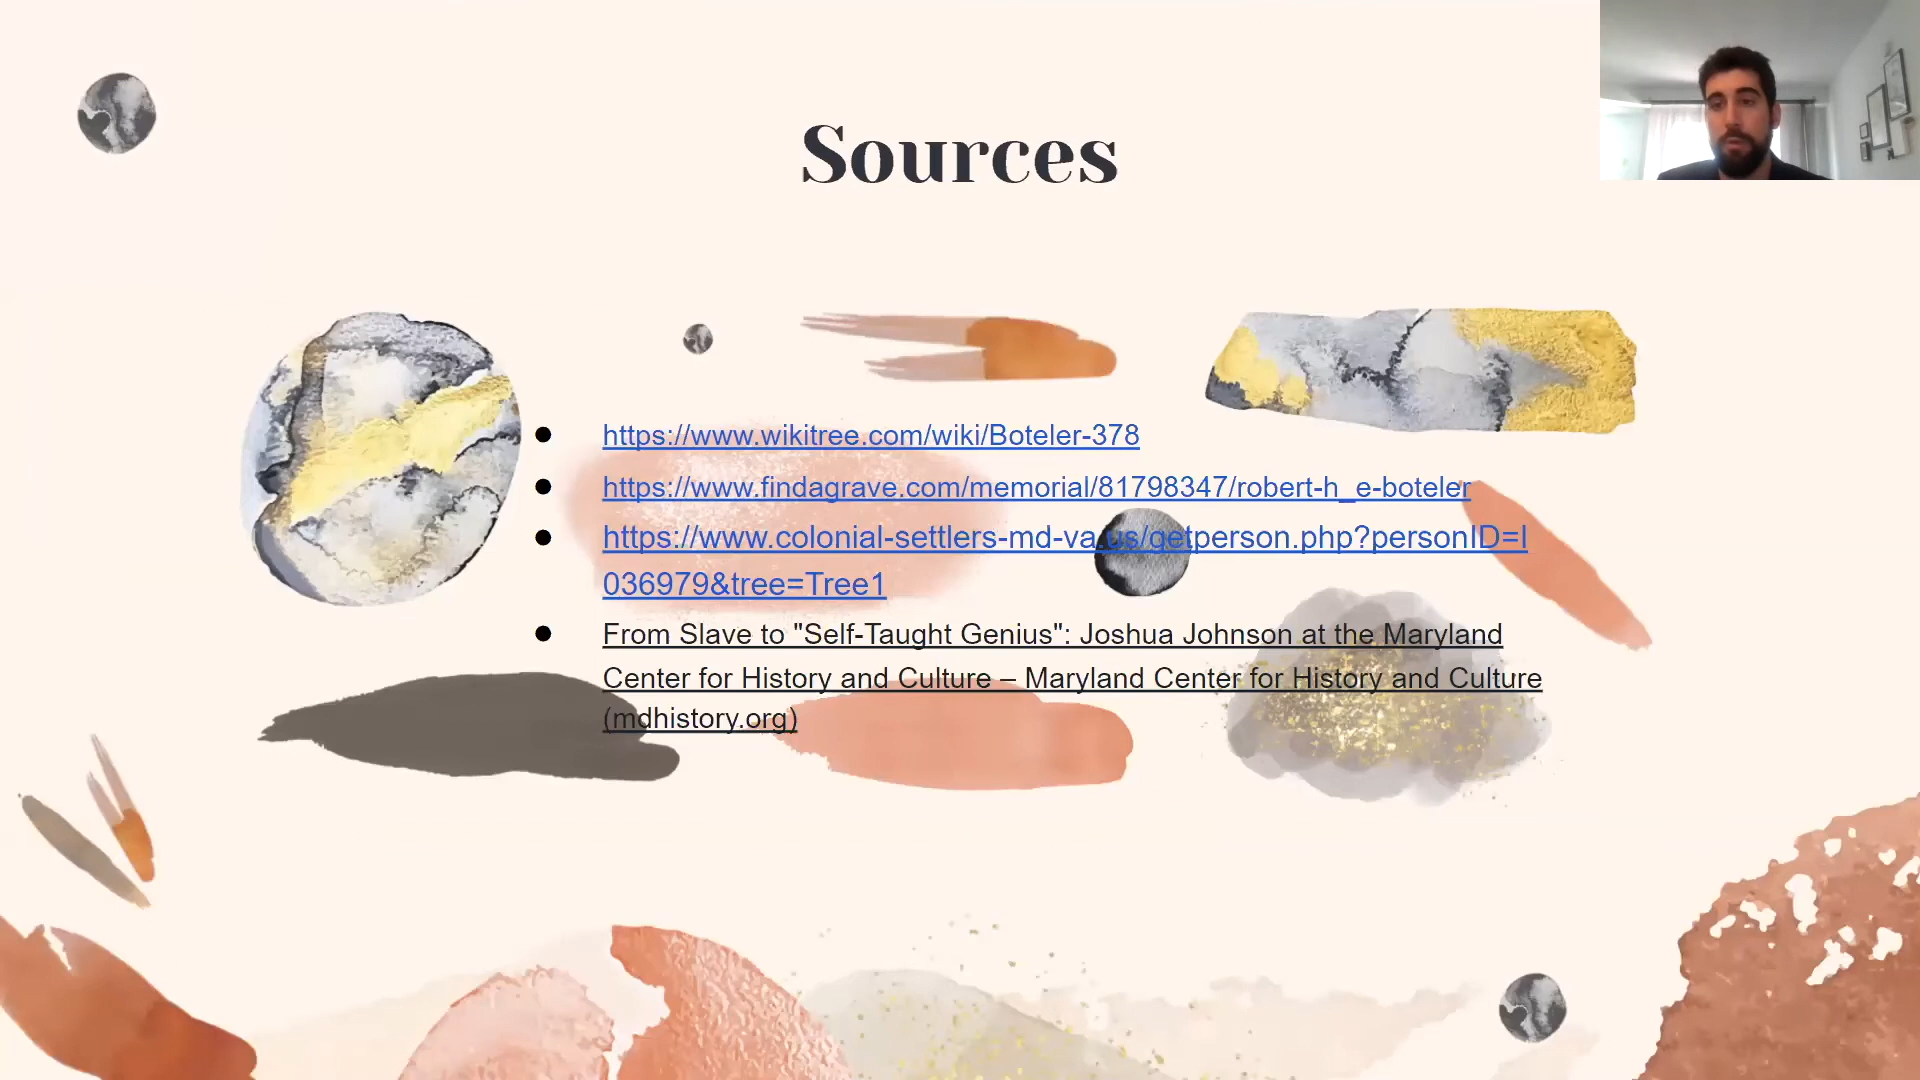 Sources
https://www.wikitree.com/wiki/Boteler-378
https://www.findagrave.com/memorial/81798347/robert-h_e-boteler
https://www.colonial-settlers-md-va.us/getperson.php?personID=I
036979&tree=Tree1
From Slave to "Self-Taught Genius": Joshua Johnson at the Maryland
Center for History and Culture – Maryland Center for History and Culture
(mdhistory.org)